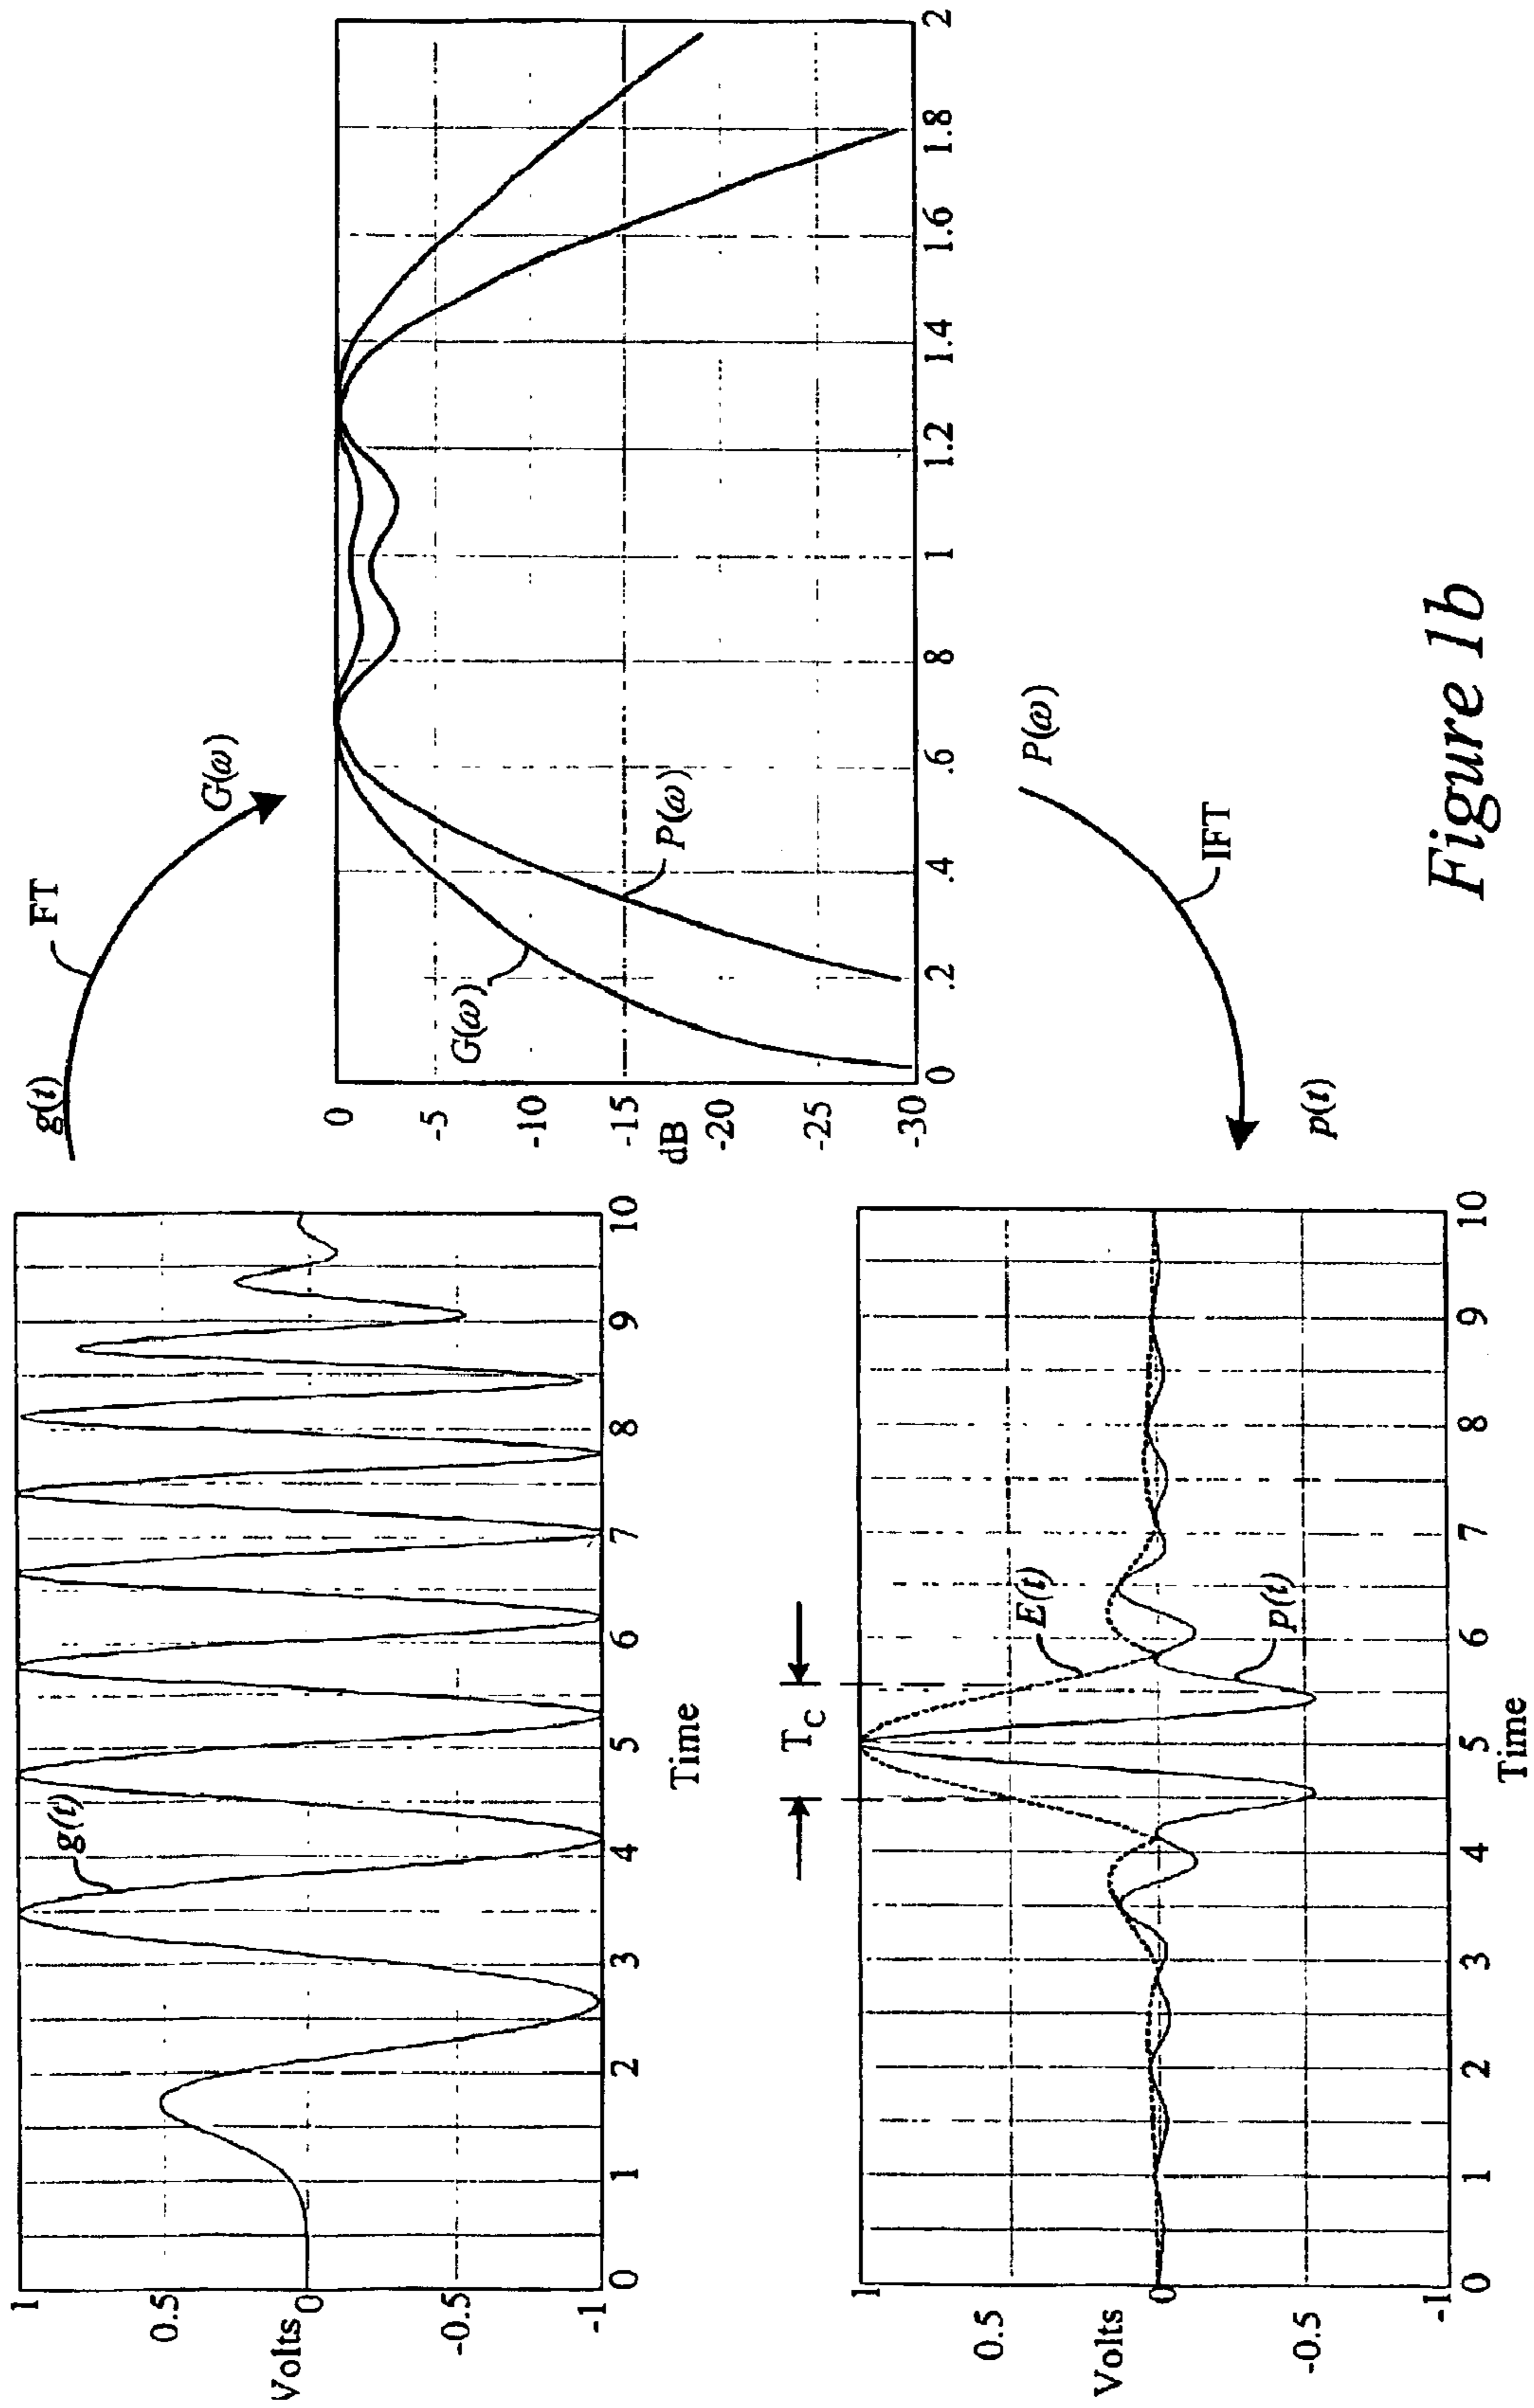 g(t)
FT
G(ω)
1
0.5
Volts
0
-0.5
-1
g(t)
0 1 2 3 4 5 6 7 8 9 10
Time
0
-5
-10
-15
dB
-20
-25
-30
G(ω)
P(ω)
0 .2 .4 .6 .8 1 1.2 1.4 1.6 1.8 2
P(ω)
IFT
p(t)
T C
1
0.5
Volts
0
-0.5
-1
E(t)
p(t)
0 1 2 3 4 5 6 7 8 9 10
Time
Figure 1b